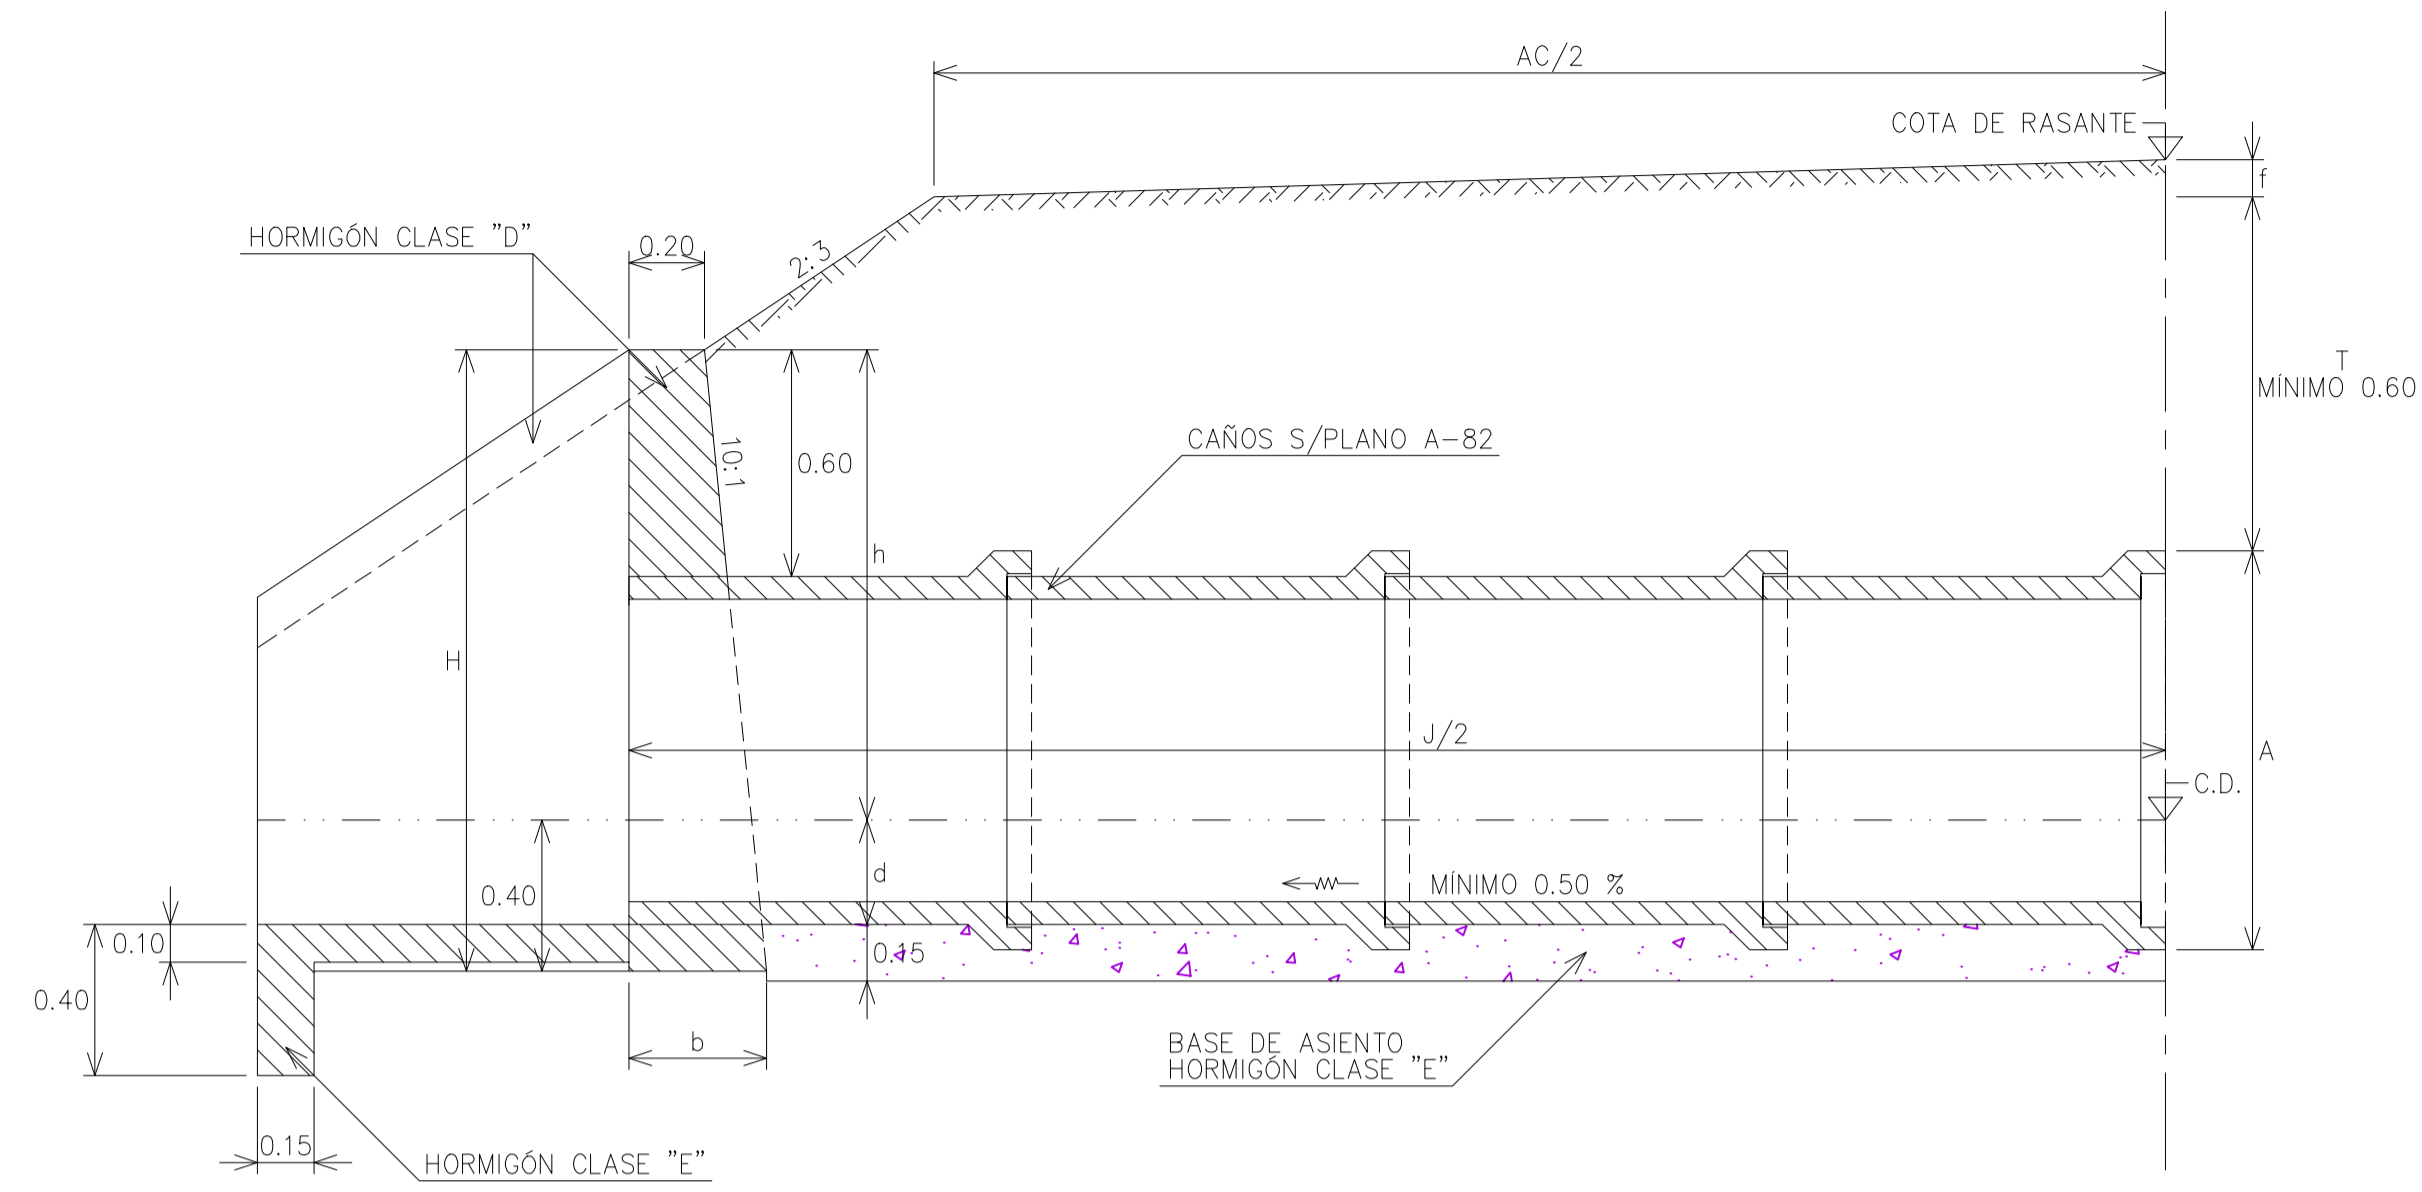 AC/2
COTA DE RASANTE
f
HORMIGÓN CLASE "D"
0.20
2:3
T
MÍNIMO 0.60
10:1
0.60
CAÑOS S/PLANO A-82
h
H
J/2
A
C.D.
0.40
d
MÍNIMO 0.50 %
0.10
0.15
0.40
b
BASE DE ASIENTO
HORMIGÓN CLASE "E"
0.15
HORMIGÓN CLASE "E"